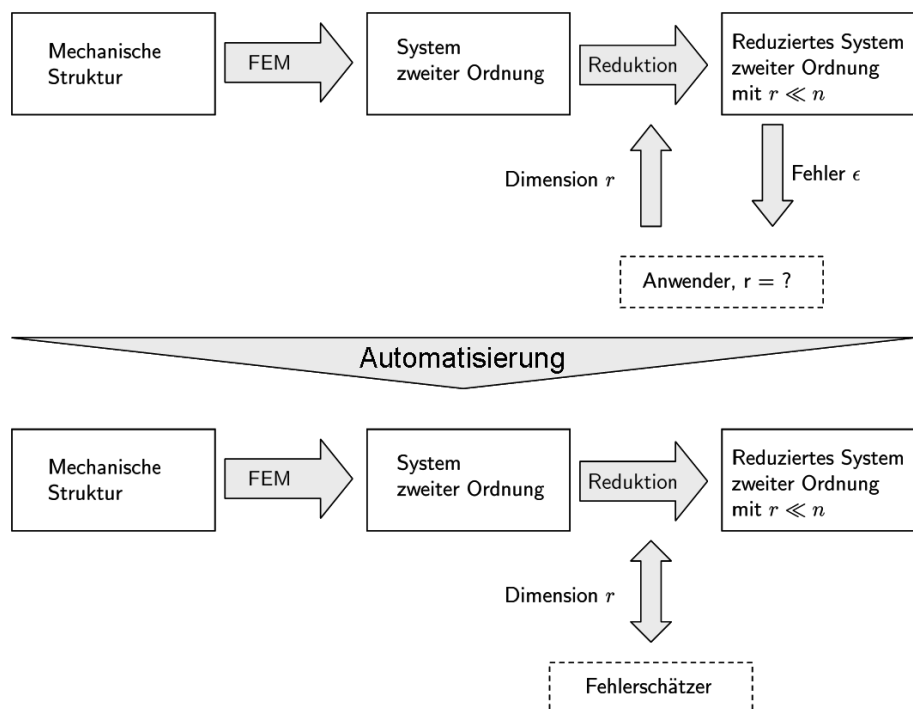 Mechanische
Struktur
FEM
System
zweiter Ordnung
Reduktion
Reduziertes System
zweiter Ordnung
mit r ≪ n
Dimension r
Fehler ϵ
Anwender, r = ?
Automatisierung
Mechanische
Struktur
FEM
System
zweiter Ordnung
Reduktion
Reduziertes System
zweiter Ordnung
mit r ≪ n
Dimension r
Fehlerschätzer